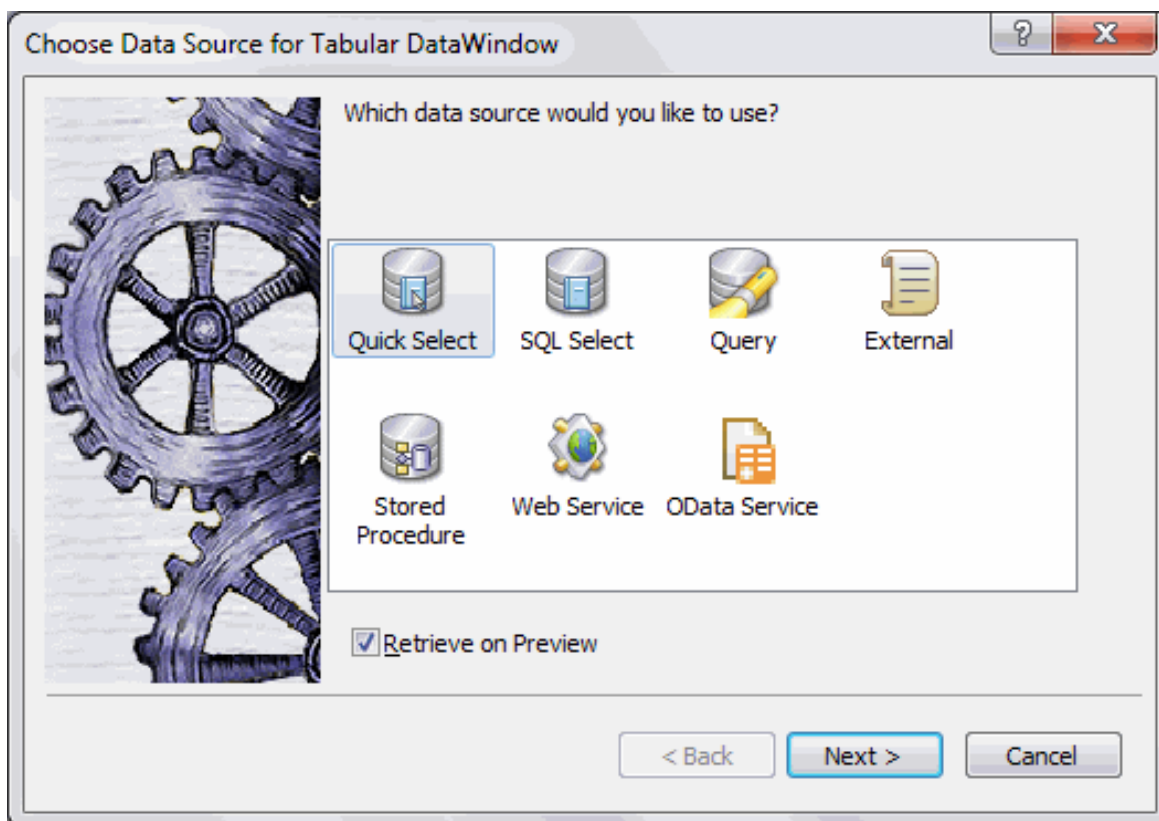 Choose Data Source for Tabular DataWindow
Which data source would you like to use?
Quick Select
SQL Select
Query
External
Stored
Procedure
Web Service
OData Service
Retrieve on Preview
< Back
Next >
Cancel